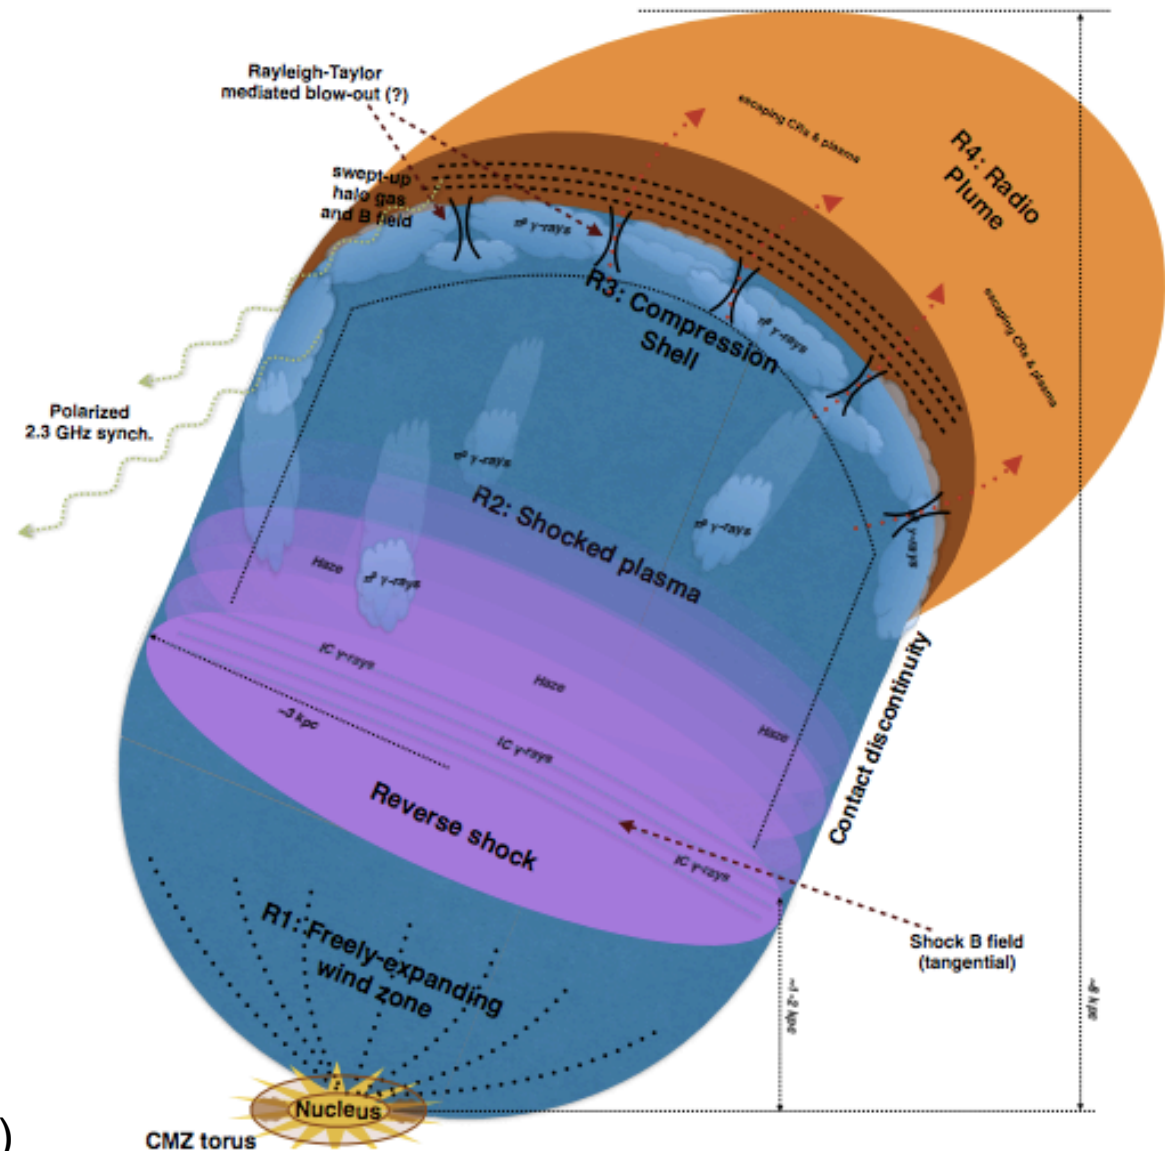 Rayleigh-Taylor
mediated blow-out (?)
escaping CRs & plasma
R4: Radio
Plume
swept-up
halo gas
and B field
π⁰ γ-rays
R3: Compression
Shell
π⁰ γ-rays
escaping CRs & plasma
Polarized
2.3 GHz synch.
π⁰ γ-rays
R2: Shocked plasma
π⁰ γ-rays
γ-rays
Haze
π⁰ γ-rays
IC γ-rays
Haze
Haze
Contact discontinuity
~3 kpc
IC γ-rays
Reverse shock
IC γ-rays
R1: Freely-expanding
wind zone
Shock B field
(tangential)
~1-2 kpc
~8 kpc
Nucleus
CMZ torus
)